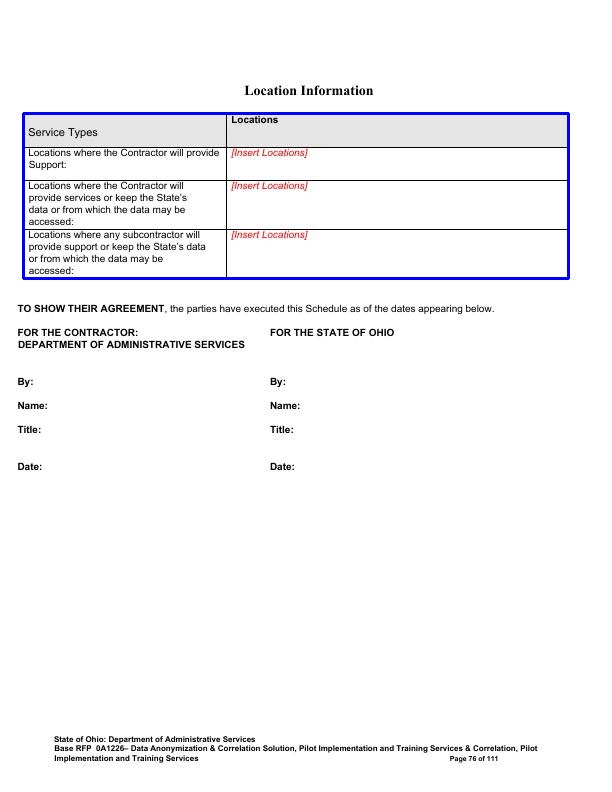 Location Information
Locations
Service Types
Locations where the Contractor will provide
Support:
[Insert Locations]
Locations where the Contractor will
provide services or keep the State's
data or from which the data may be
accessed:
[Insert Locations]
Locations where any subcontractor will
provide support or keep the State's data
or from which the data may be
accessed:
[Insert Locations]
TO SHOW THEIR AGREEMENT, the parties have executed this Schedule as of the dates appearing below.
FOR THE CONTRACTOR: FOR THE STATE OF OHIO
DEPARTMENT OF ADMINISTRATIVE SERVICES
By: By:
Name: Name:
Title: Title:
Date: Date:
State of Ohio: Department of Administrative Services
Base RFP 0A1226– Data Anonymization & Correlation Solution, Pilot Implementation and Training Services & Correlation, Pilot
Implementation and Training Services Page 76 of 111